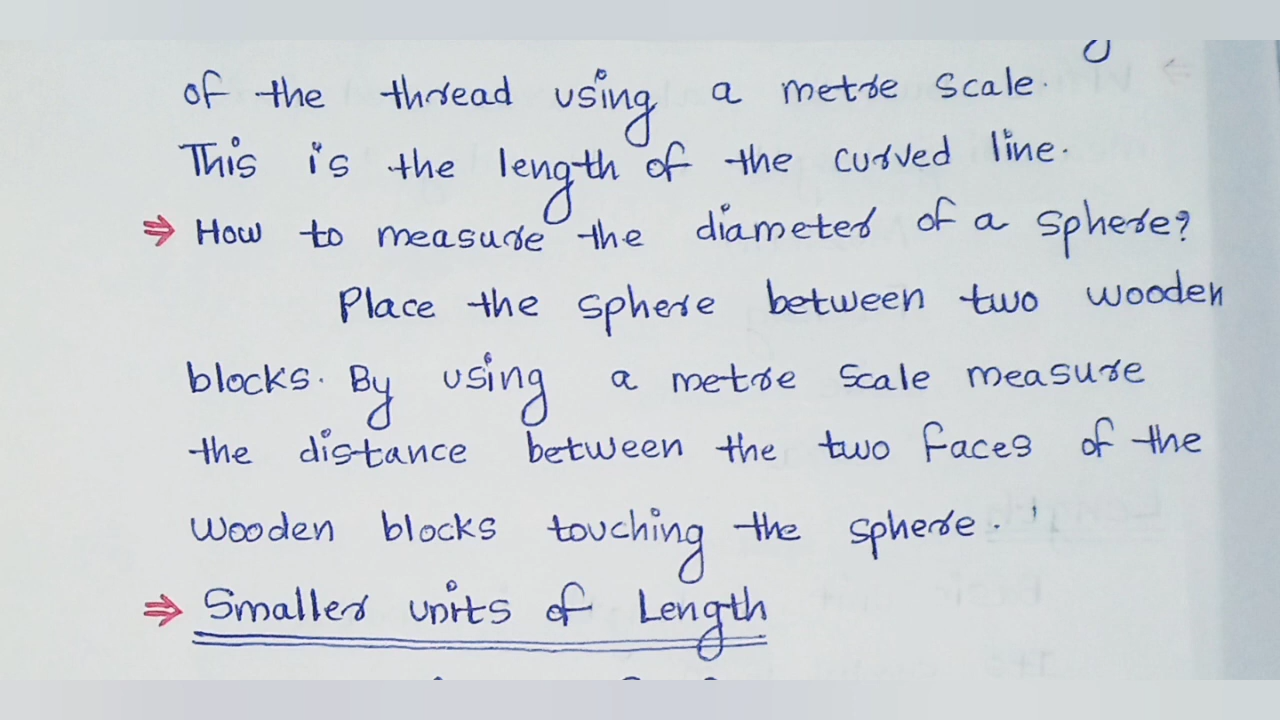 of the thread using a metre scale.
This is the length of the curved line.
⇒ How to measure the diameter of a sphere?
Place the sphere between two wooden
blocks. By using a metre scale measure
the distance between the two faces of the
wooden blocks touching the sphere.
⇒ Smaller units of Length